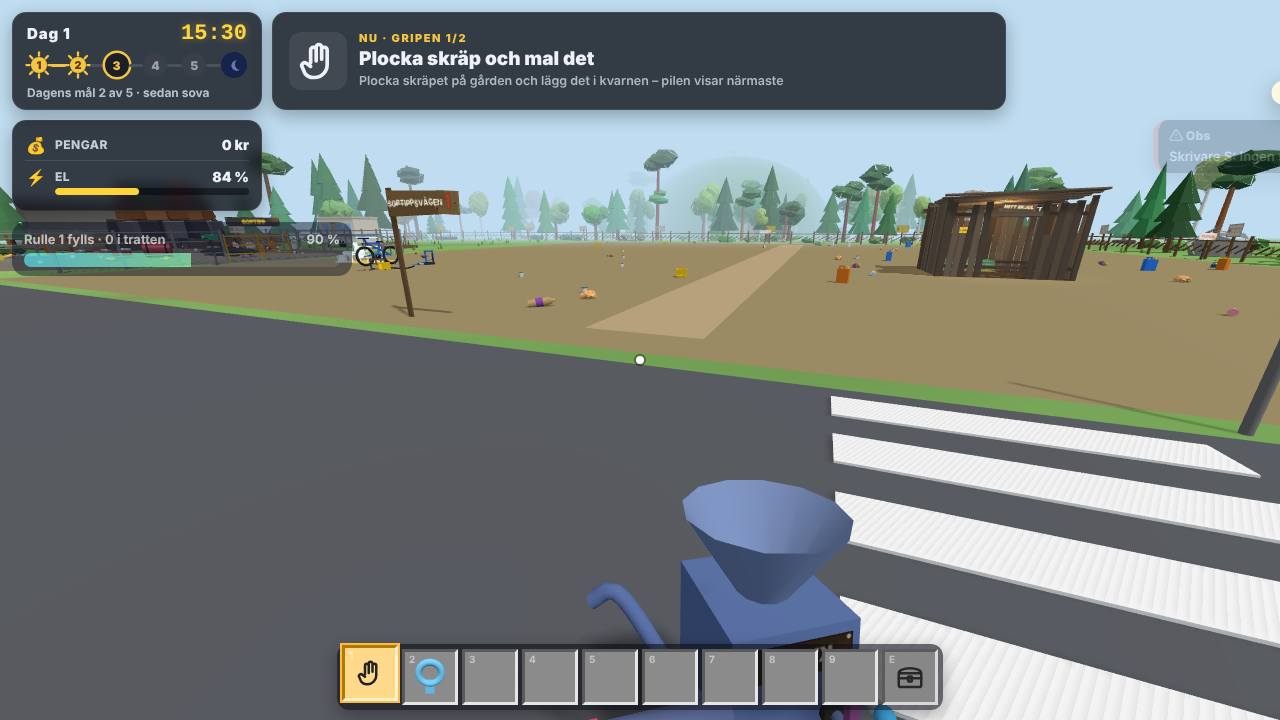 Dag 1
15:30
1 2 3 4 5
Dagens mål 2 av 5 · sedan sova
NU · GRIPEN 1/2
Plocka skräp och mal det
Plocka skräpet på gården och lägg det i kvarnen – pilen visar närmaste
PENGAR
0 kr
EL
84 %
Rulle 1 fylls · 0 i tratten
90 %
Obs
Skrivare S: Ingen
SORTIPPSVÄGEN
1 2 3 4 5 6 7 8 9 E